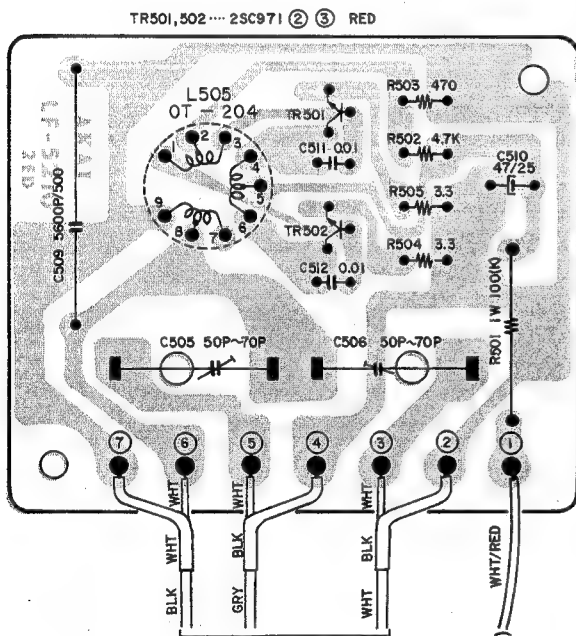 TR501,502···· 2SC971 ② ③ RED
L505
OT — 204
1
2
3
4
5
6
7
8
9
TR501
C511 0.01
TR502
C512 0.01
R503 470
R502 4.7K
R505 3.3
R504 3.3
C510
47/25
R501 1W 100(K)
C509 5600P/500
AKAI
C505 50P~70P
C506 50P~70P
⑦ ⑥ ⑤ ④ ③ ② ①
WHT
WHT
BLK
WHT
BLK
GRY
WHT
BLK
WHT
WHT/RED